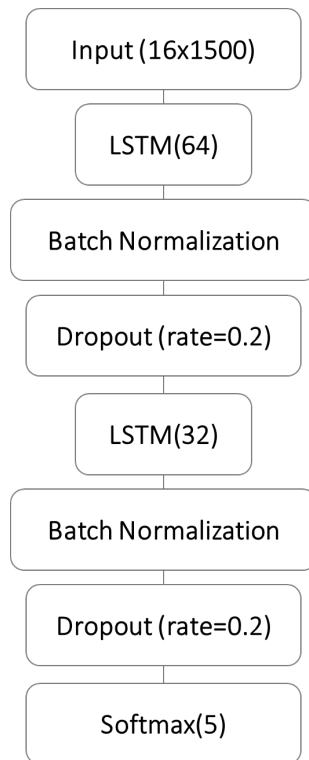 Input (16x1500)
LSTM(64)
Batch Normalization
Dropout (rate=0.2)
LSTM(32)
Batch Normalization
Dropout (rate=0.2)
Softmax(5)